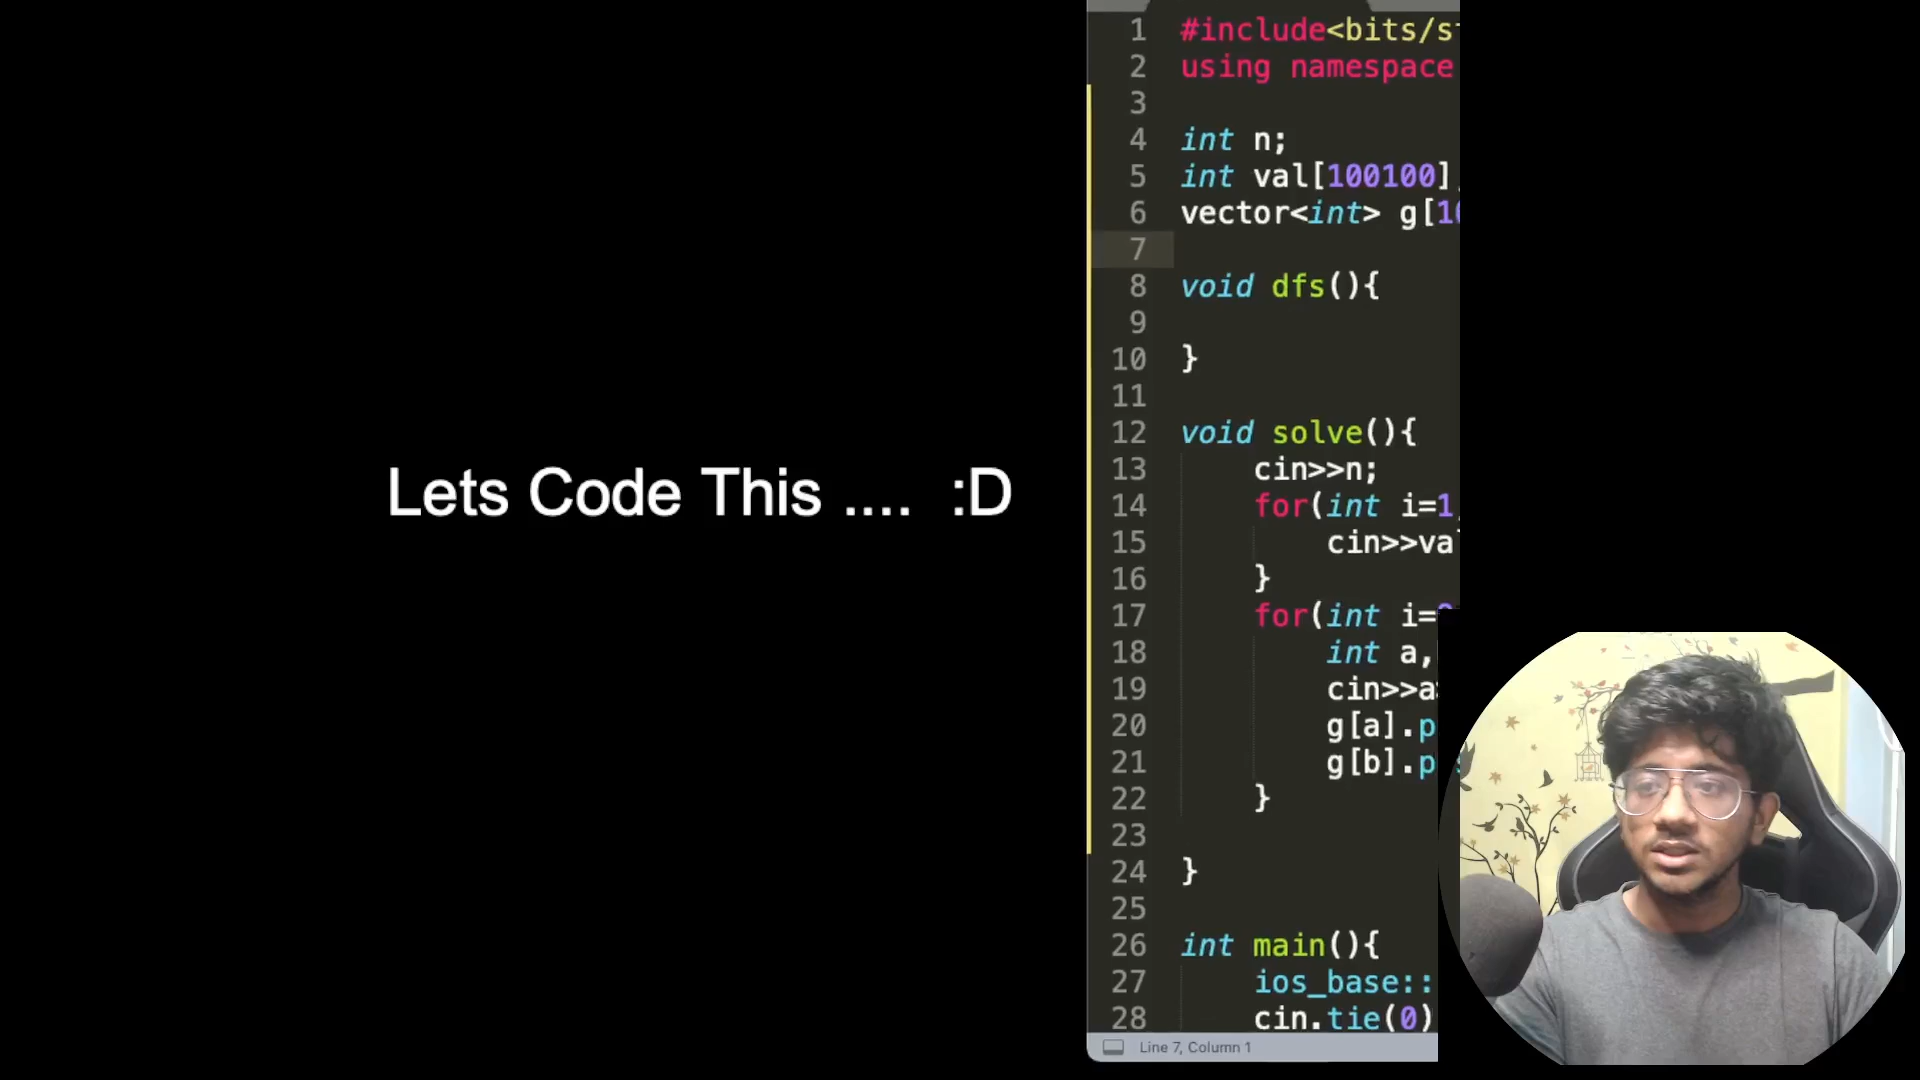 Lets Code This ....  :D
1 #include<bits/s
2 using namespace
3
4 int n;
5 int val[100100]
6 vector<int> g[1
7
8 void dfs(){
9
10 }
11
12 void solve(){
13 cin>>n;
14 for(int i=1
15 cin>>va
16 }
17 for(int i=
18 int a,
19 cin>>a
20 g[a].p
21 g[b].p
22 }
23
24 }
25
26 int main(){
27 ios_base::
28 cin.tie(0)
Line 7, Column 1